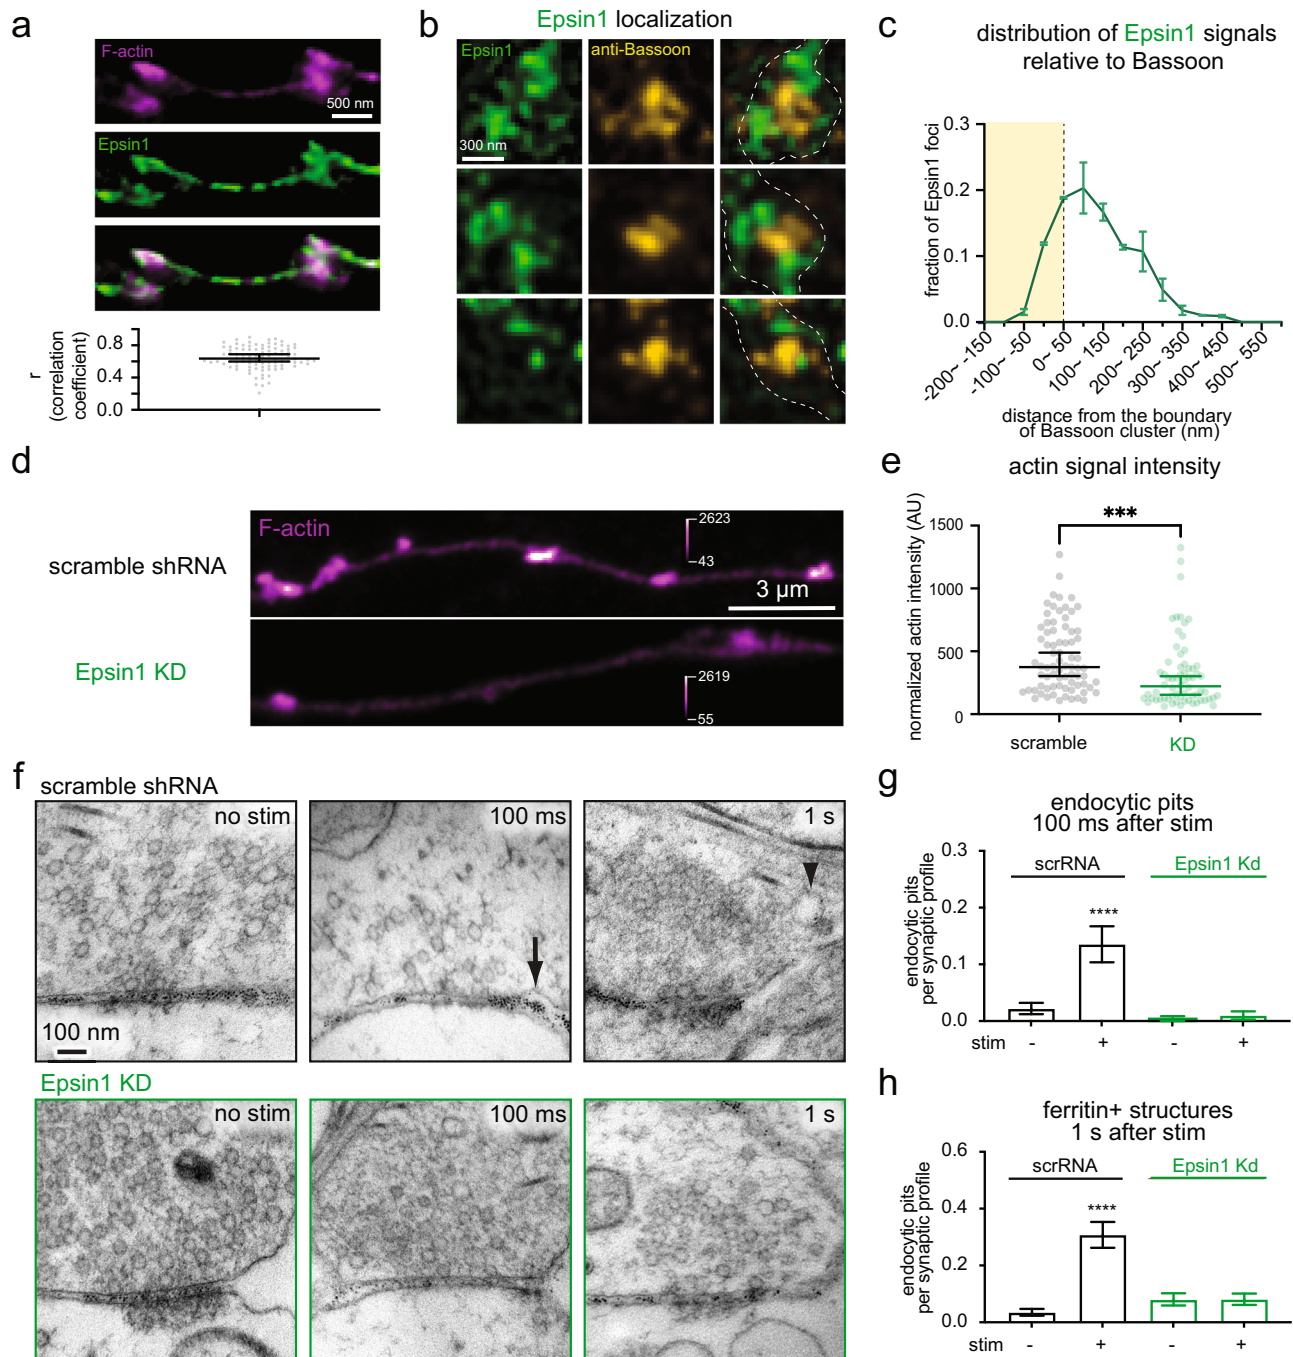 a
F-actin
500 nm
Epsin1
r
(correlation
coefficient)
0.8
0.4
0.0
b
Epsin1 localization
Epsin1
anti-Bassoon
300 nm
c
distribution of Epsin1 signals
relative to Bassoon
fraction of Epsin1 foci
0.3
0.2
0.1
0.0
-200~ -150
-100~ -50
0~ 50
100~ 150
200~ 250
300~ 350
400~ 450
500~ 550
distance from the boundary
of Bassoon cluster (nm)
d
scramble shRNA
F-actin
2623
43
3 µm
Epsin1 KD
2619
55
e
actin signal intensity
normalized actin intensity (AU)
1500
1000
500
0
***
scramble
KD
f
scramble shRNA
no stim
100 ms
1 s
100 nm
Epsin1 KD
no stim
100 ms
1 s
g
endocytic pits
100 ms after stim
endocytic pits
per synaptic profile
0.3
0.2
0.1
0.0
scrRNA
Epsin1 Kd
****
stim - + - +
h
ferritin+ structures
1 s after stim
endocytic pits
per synaptic profile
0.6
0.4
0.2
0.0
scrRNA
Epsin1 Kd
****
stim - + - +